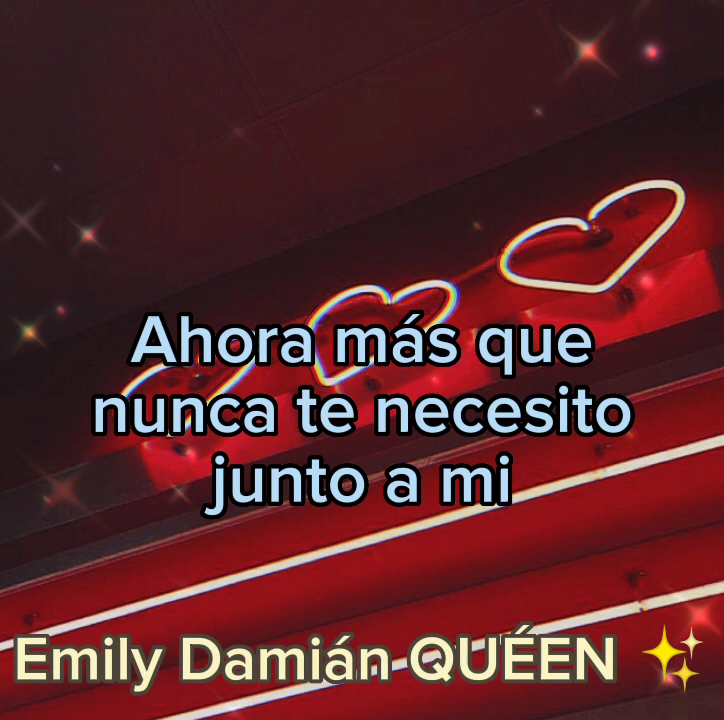 Ahora más que
nunca te necesito
junto a mi
Emily Damián QUÉEN ✨